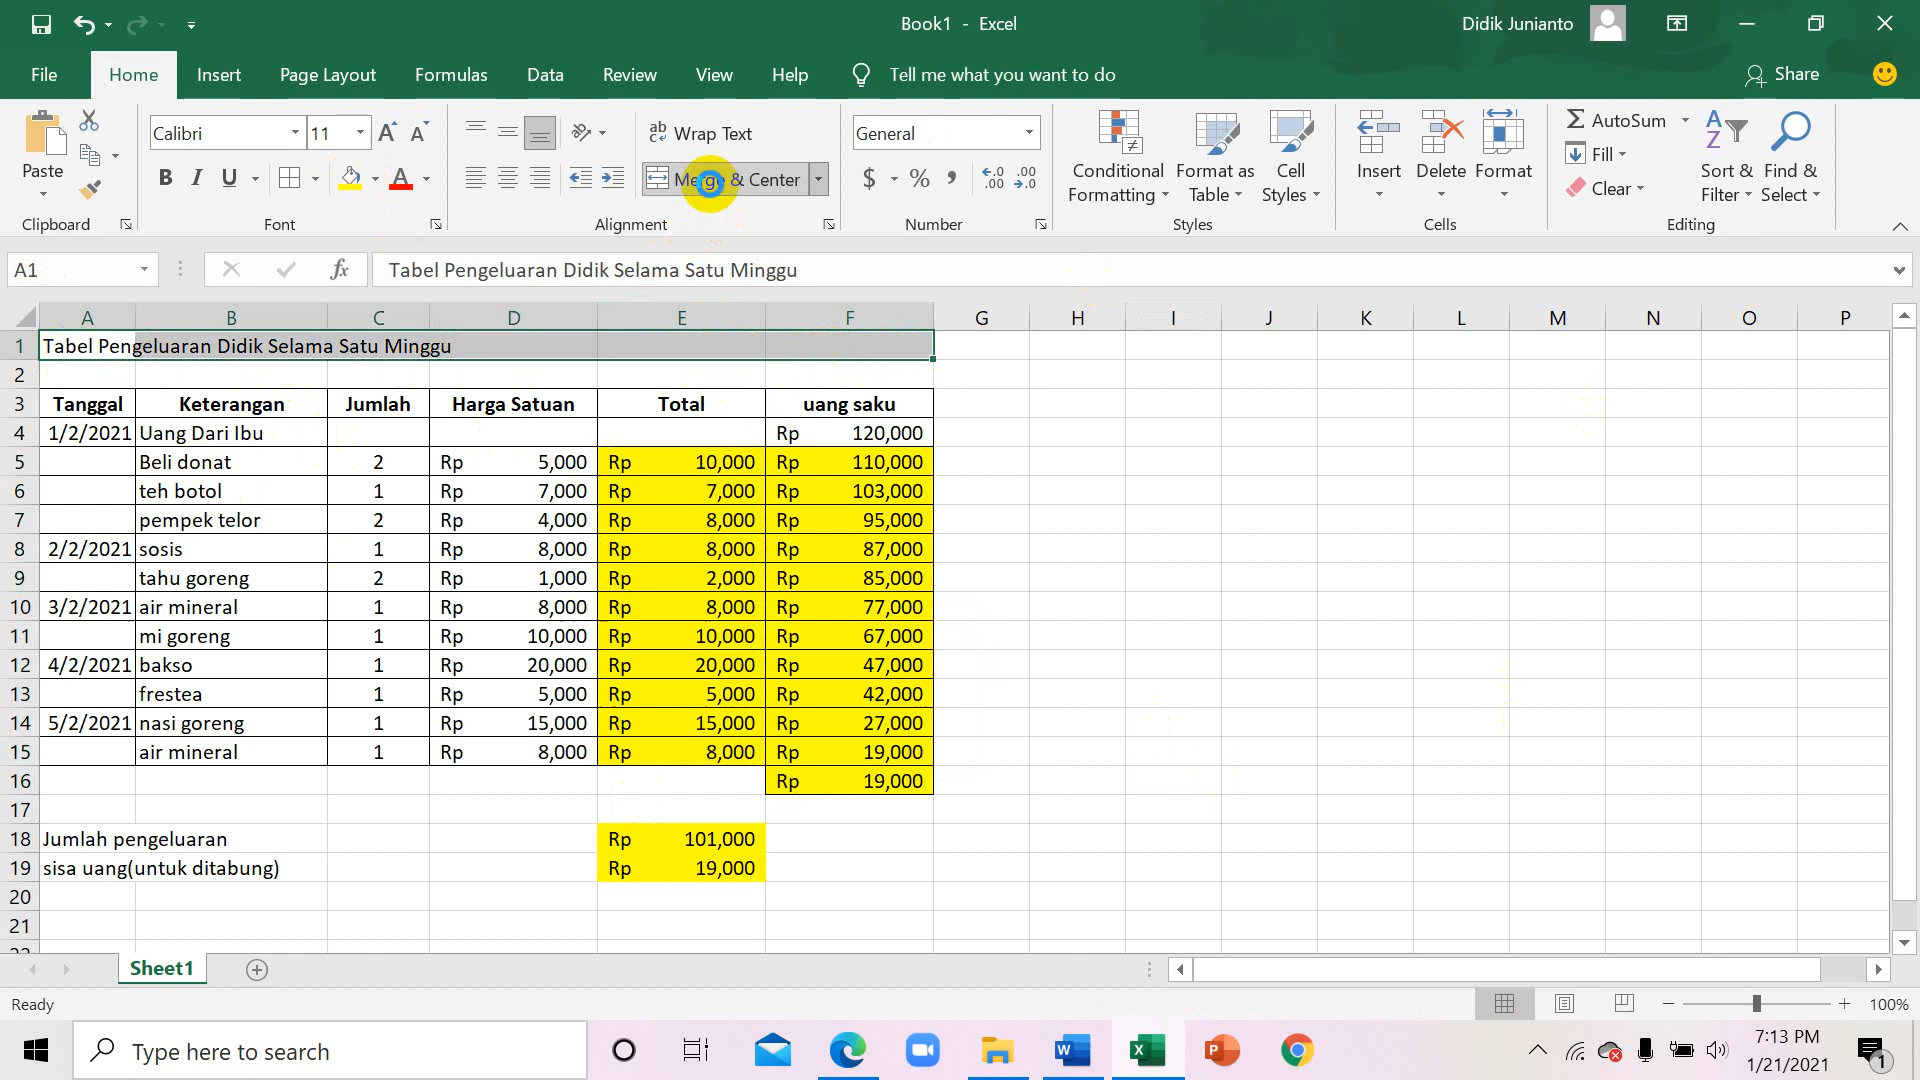 Book1 - Excel
Didik Junianto
File Home Insert Page Layout Formulas Data Review View Help Tell me what you want to do Share
Paste
Clipboard
Calibri 11
B I U A
Font
Wrap Text
Merge & Center
Alignment
General
$ % ,
Number
Conditional Formatting
Format as Table
Cell Styles
Styles
Insert Delete Format
Cells
AutoSum
Fill
Clear
Sort & Filter
Find & Select
Editing
A1 fx Tabel Pengeluaran Didik Selama Satu Minggu
A B C D E F G H I J K L M N O P
1 Tabel Pengeluaran Didik Selama Satu Minggu
2
3 Tanggal Keterangan Jumlah Harga Satuan Total uang saku
4 1/2/2021 Uang Dari Ibu Rp 120,000
5 Beli donat 2 Rp 5,000 Rp 10,000 Rp 110,000
6 teh botol 1 Rp 7,000 Rp 7,000 Rp 103,000
7 pempek telor 2 Rp 4,000 Rp 8,000 Rp 95,000
8 2/2/2021 sosis 1 Rp 8,000 Rp 8,000 Rp 87,000
9 tahu goreng 2 Rp 1,000 Rp 2,000 Rp 85,000
10 3/2/2021 air mineral 1 Rp 8,000 Rp 8,000 Rp 77,000
11 mi goreng 1 Rp 10,000 Rp 10,000 Rp 67,000
12 4/2/2021 bakso 1 Rp 20,000 Rp 20,000 Rp 47,000
13 frestea 1 Rp 5,000 Rp 5,000 Rp 42,000
14 5/2/2021 nasi goreng 1 Rp 15,000 Rp 15,000 Rp 27,000
15 air mineral 1 Rp 8,000 Rp 8,000 Rp 19,000
16 Rp 19,000
17
18 Jumlah pengeluaran Rp 101,000
19 sisa uang(untuk ditabung) Rp 19,000
20
21
Sheet1
Ready
100%
Type here to search
7:13 PM
1/21/2021
1